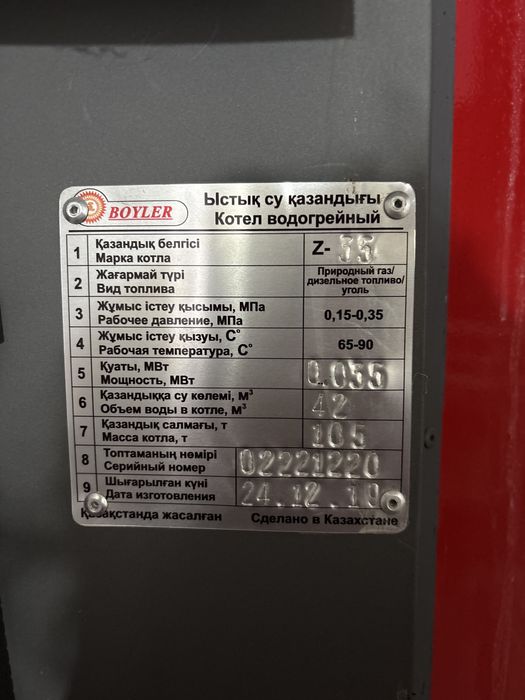 BOYLER
Ыстық су қазандығы
Котел водогрейный
1 Қазандық белгісі
Марка котла
Z-35
2 Жағармай түрі
Вид топлива
Природный газ/
дизельное топливо/
уголь
3 Жұмыс істеу қысымы, МПа
Рабочее давление, МПа
0,15-0,35
4 Жұмыс істеу қызуы, С°
Рабочая температура, С°
65-90
5 Қуаты, МВт
Мощность, МВт
0.035
6 Қазандыққа су көлемі, м³
Объем воды в котле, м³
42
7 Қазандық салмағы, т
Масса котла, т
105
8 Топтаманың нөмірі
Серийный номер
02221220
9 Шығарылған күні
Дата изготовления
24.12.19
Қазақстанда жасалған
Сделано в Казахстане